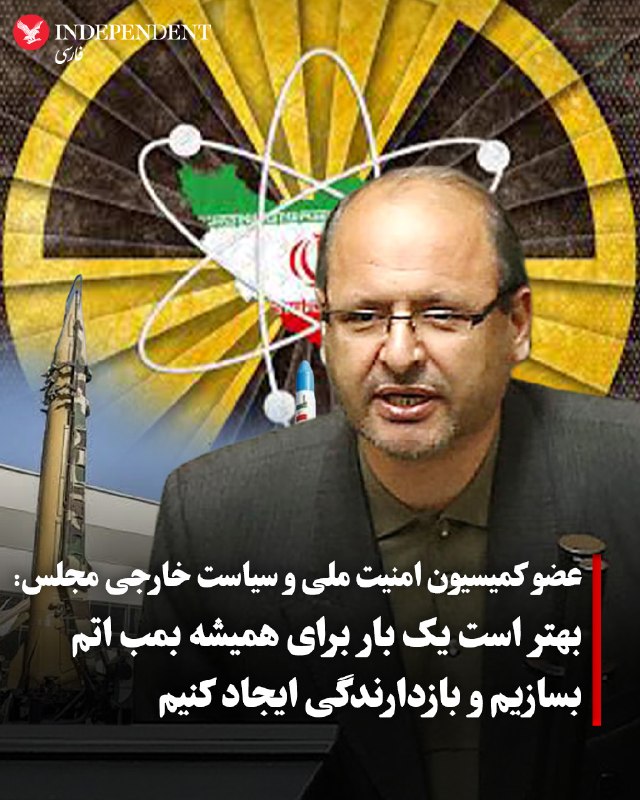 INDEPENDENT
فارسی
عضو کمیسیون امنیت ملی و سیاست خارجی مجلس:
بهتر است یک بار برای همیشه بمب اتم
بسازیم و بازدارندگی ایجاد کنیم